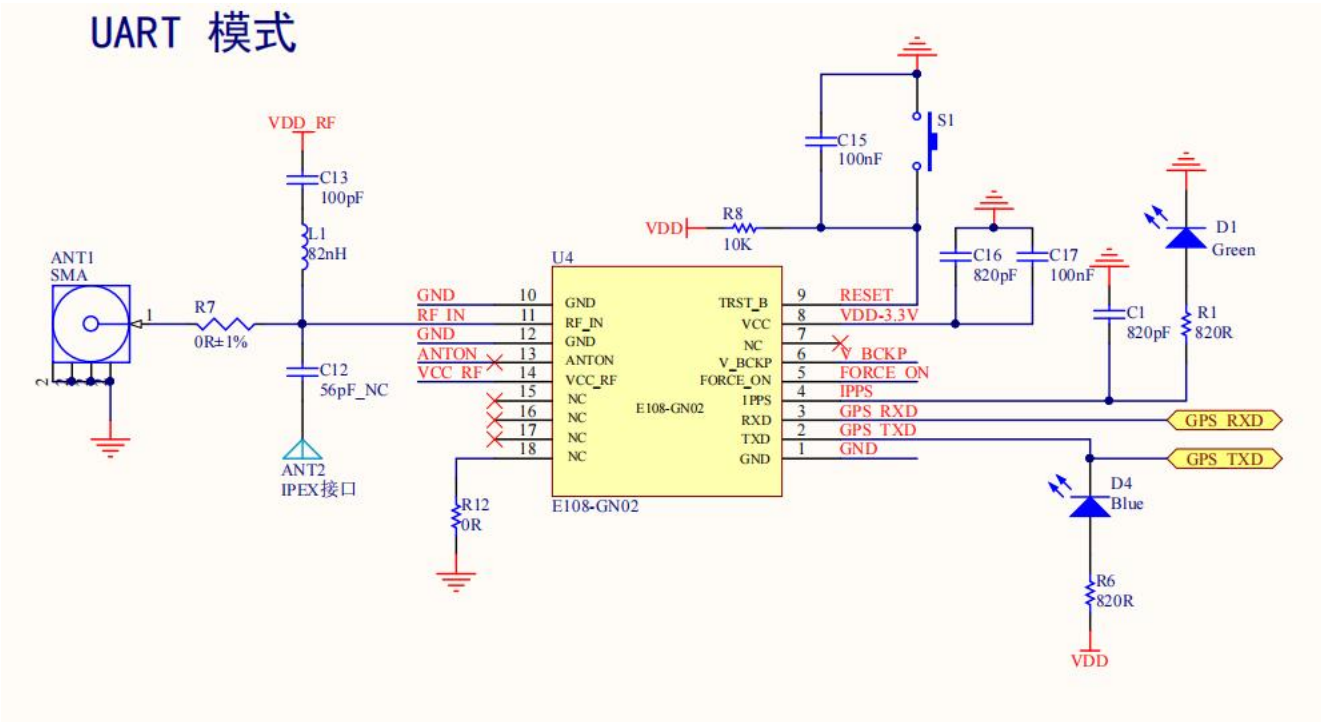 UART 模式
VDD_RF
C13
100pF
L1
82nH
ANT1
SMA
1
2
R7
0R±1%
C12
56pF_NC
ANT2
IPEX接口
VDD
R8
10K
C15
100nF
S1
C16
820pF
C17
100nF
D1
Green
C1
820pF
R1
820R
U4
GND 10 GND
RF_IN 11 RF_IN
GND 12 GND
ANTON 13 ANTON
VCC_RF 14 VCC_RF
15 NC
16 NC
17 NC
18 NC
TRST_B 9 RESET
VCC 8 VDD-3.3V
NC 7
V_BCKP 6 V_BCKP
FORCE_ON 5 FORCE_ON
1PPS 4 IPPS
RXD 3 GPS_RXD
TXD 2 GPS_TXD
GND 1 GND
E108-GN02
E108-GN02
GPS_RXD
GPS_TXD
R12
0R
D4
Blue
R6
820R
VDD